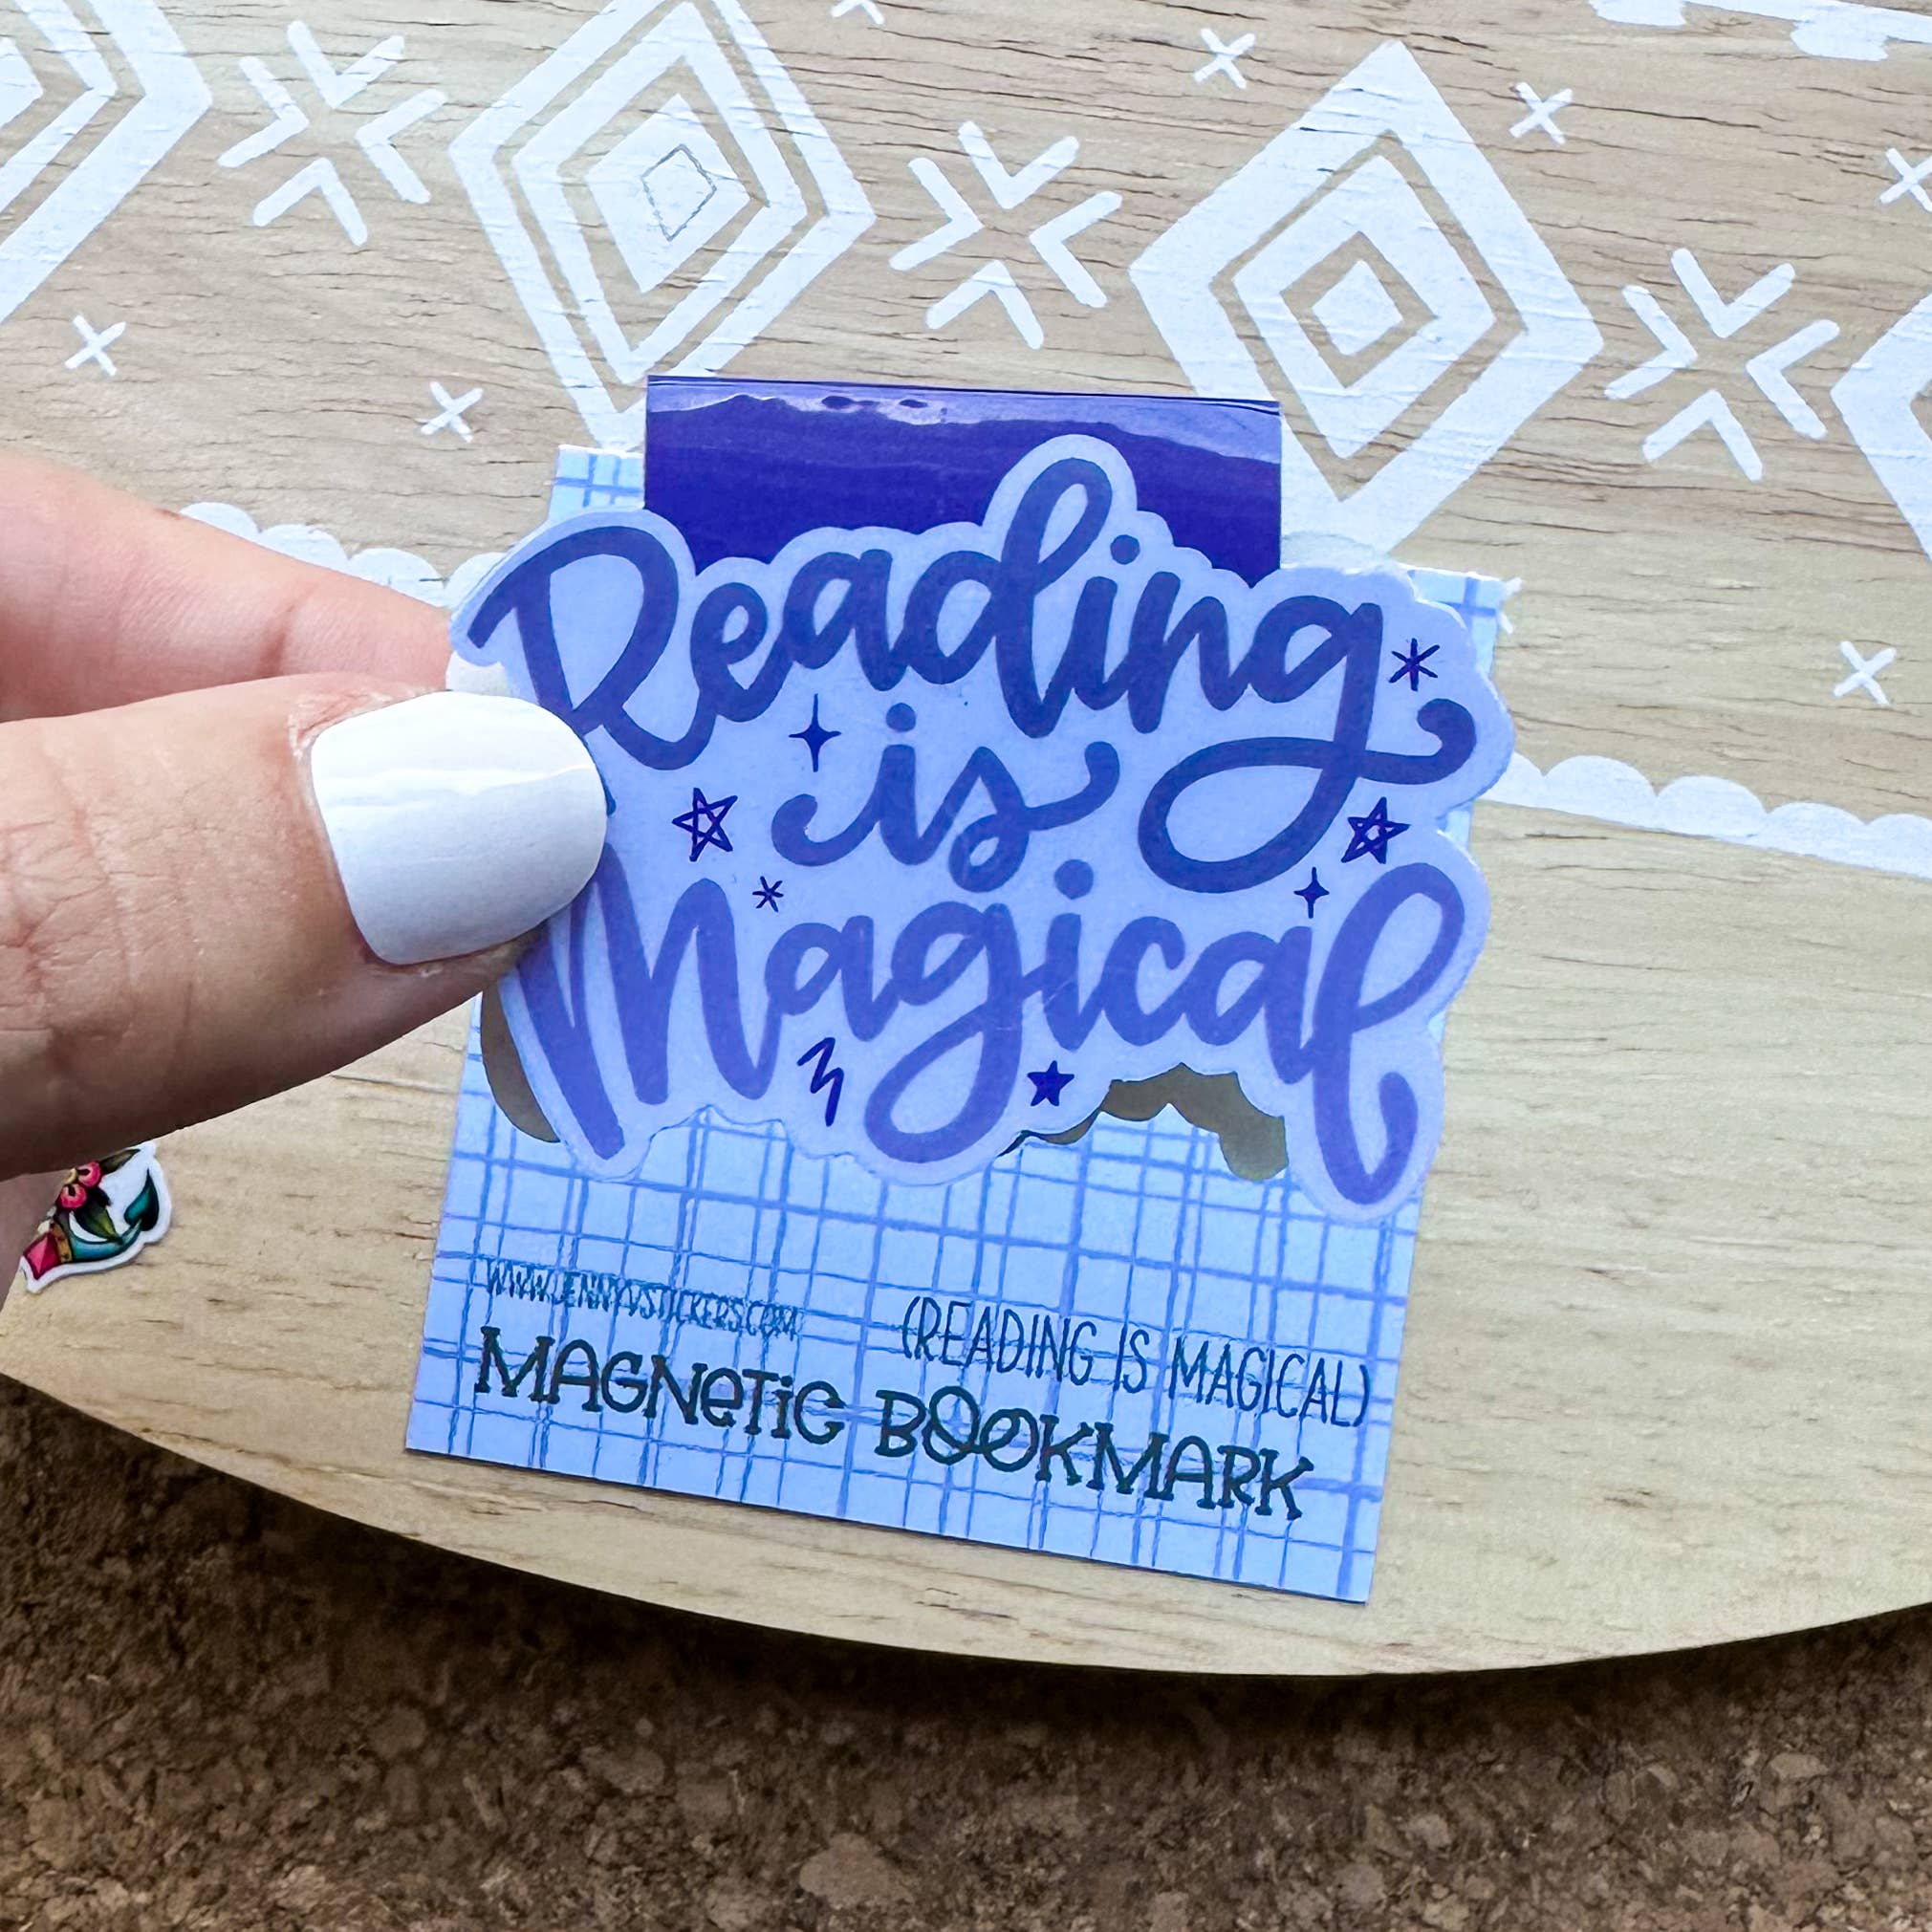 Reading
is
Magical
WWW.JENNYVSTICKERS.COM
(READING IS MAGICAL)
MAGNETIC BOOKMARK